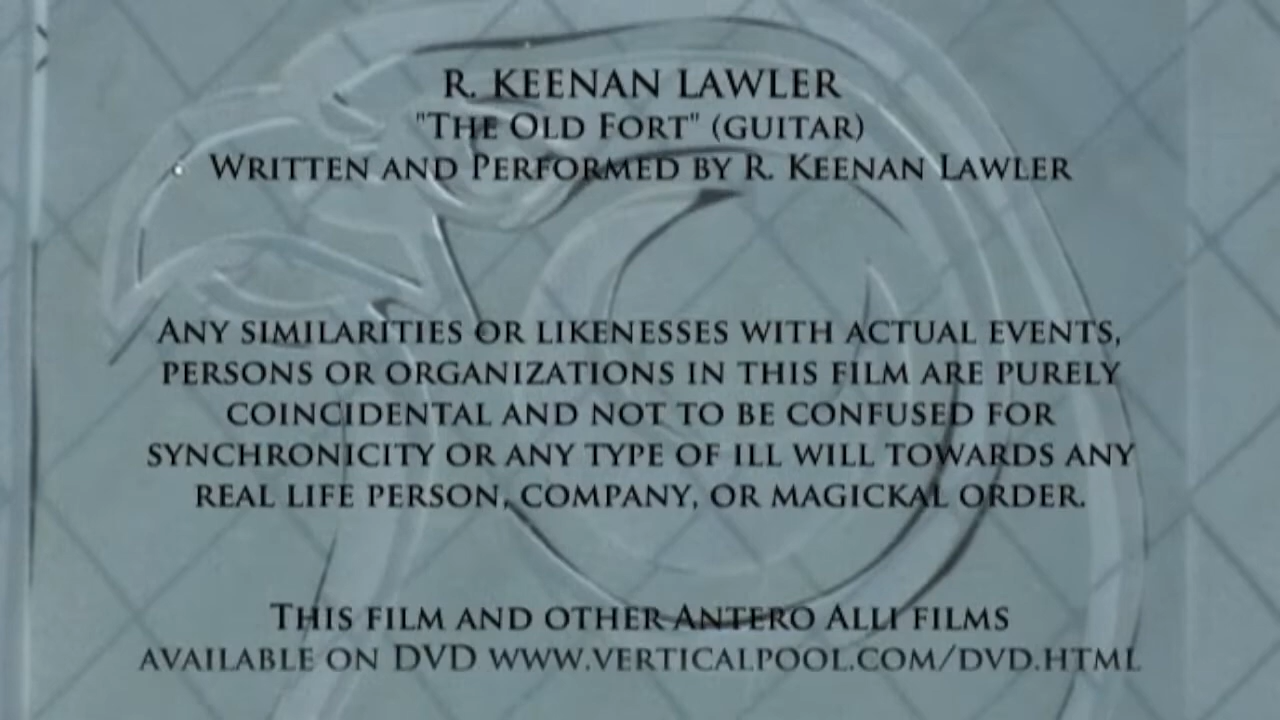 R. KEENAN LAWLER
"THE OLD FORT" (GUITAR)
WRITTEN AND PERFORMED BY R. KEENAN LAWLER
ANY SIMILARITIES OR LIKENESSES WITH ACTUAL EVENTS,
PERSONS OR ORGANIZATIONS IN THIS FILM ARE PURELY
COINCIDENTAL AND NOT TO BE CONFUSED FOR
SYNCHRONICITY OR ANY TYPE OF ILL WILL TOWARDS ANY
REAL LIFE PERSON, COMPANY, OR MAGICKAL ORDER.
THIS FILM AND OTHER ANTERO ALLI FILMS
AVAILABLE ON DVD WWW.VERTICALPOOL.COM/DVD.HTML